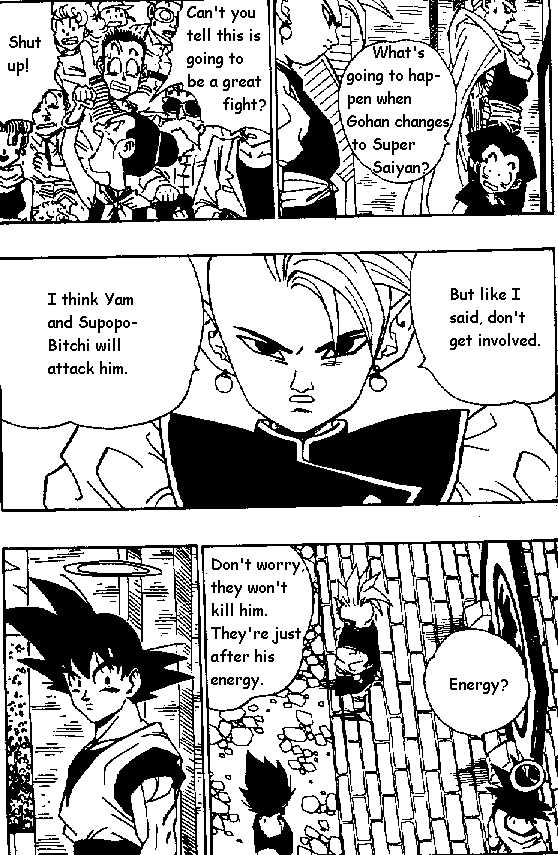 Shut
up!
Can't you
tell this is
going to
be a great
fight?
What's
going to hap-
pen when
Gohan changes
to Super
Saiyan?
I think Yam
and Supopo-
Bitchi will
attack him.
But like I
said, don't
get involved.
Don't worry,
they won't
kill him.
They're just
after his
energy.
Energy?